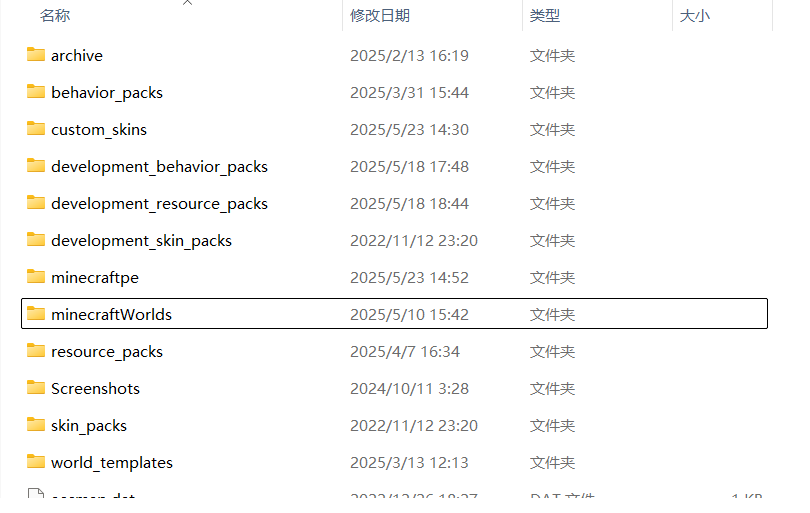 名称 修改日期 类型 大小
archive 2025/2/13 16:19 文件夹
behavior_packs 2025/3/31 15:44 文件夹
custom_skins 2025/5/23 14:30 文件夹
development_behavior_packs 2025/5/18 17:48 文件夹
development_resource_packs 2025/5/18 18:44 文件夹
development_skin_packs 2022/11/12 23:20 文件夹
minecraftpe 2025/5/23 14:52 文件夹
minecraftWorlds 2025/5/10 15:42 文件夹
resource_packs 2025/4/7 16:34 文件夹
Screenshots 2024/10/11 3:28 文件夹
skin_packs 2022/11/12 23:20 文件夹
world_templates 2025/3/13 12:13 文件夹
DAT 文件 1 KB